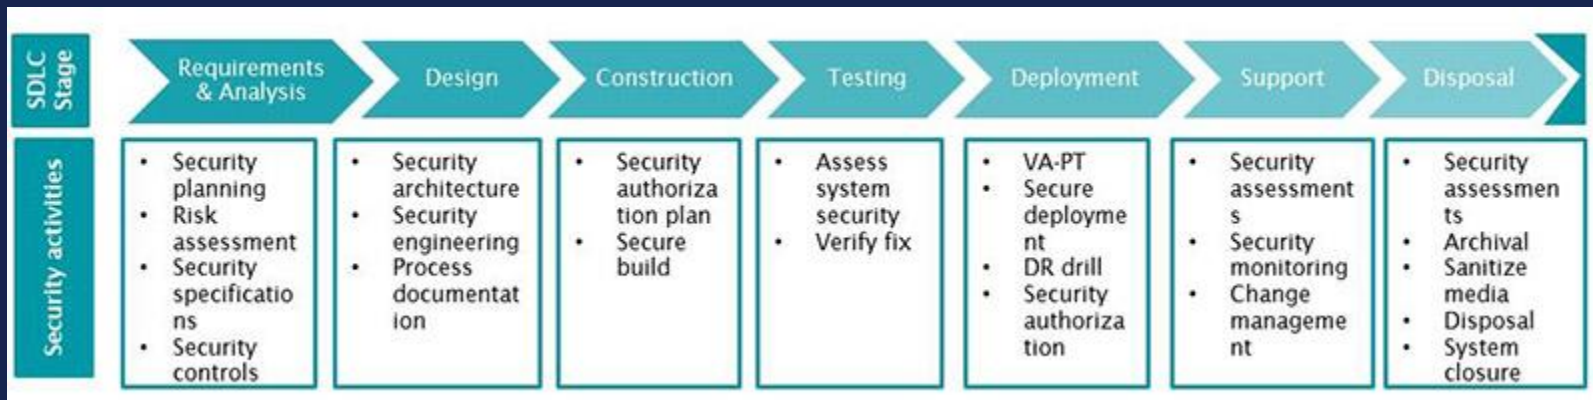 SDLC
Stage
Requirements
& Analysis
Design
Construction
Testing
Deployment
Support
Disposal
Security activities
• Security
planning
• Risk
assessment
• Security
specificatio
ns
• Security
controls
• Security
architecture
• Security
engineering
• Process
documentat
ion
• Security
authoriza
tion plan
• Secure
build
• Assess
system
security
• Verify fix
• VA-PT
• Secure
deployme
nt
• DR drill
• Security
authoriza
tion
• Security
assessment
s
• Security
monitoring
• Change
manageme
nt
• Security
assessmen
ts
• Archival
• Sanitize
media
• Disposal
• System
closure